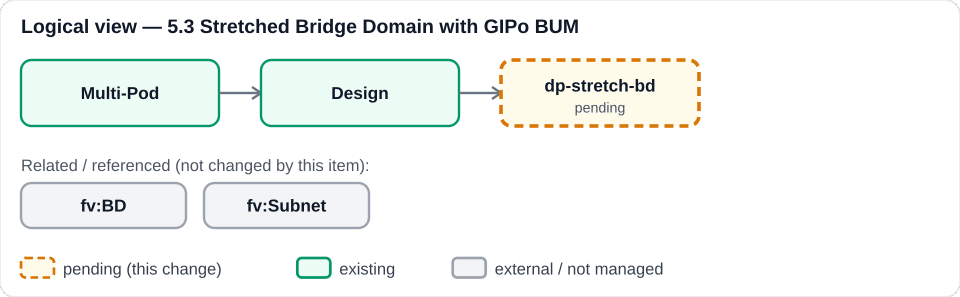 Logical view — 5.3 Stretched Bridge Domain with GIPo BUM
Multi-Pod
Design
dp-stretch-bd
pending
Related / referenced (not changed by this item):
fv:BD
fv:Subnet
pending (this change)
existing
external / not managed